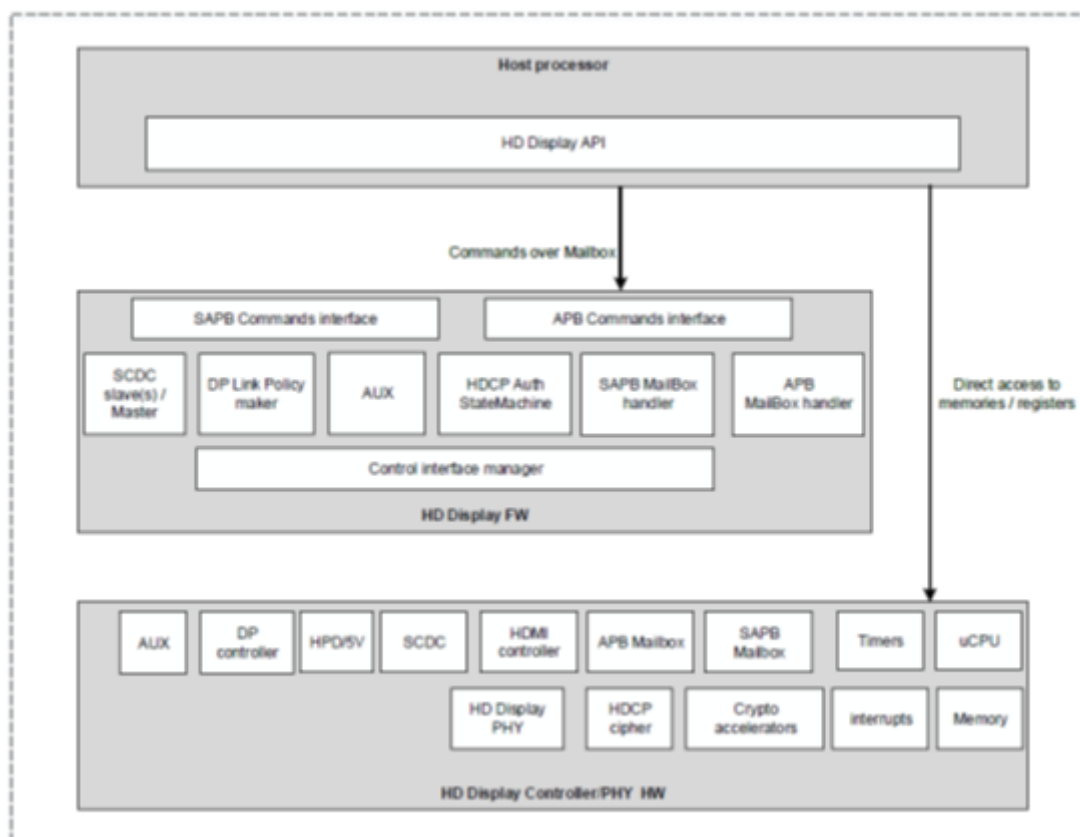 Host processor
HD Display API
Commands over Mailbox
SAPB Commands interface
APB Commands interface
SCDC
slave(s) /
Master
DP Link Policy
maker
AUX
HDCP Auth
StateMachine
SAPB MailBox
handler
APB
MailBox handler
Direct access to
memories / registers
Control interface manager
HD Display FW
AUX
DP
controller
HPD/5V
SCDC
HDMI
controller
APB Mailbox
SAPB
Mailbox
Timers
uCPU
HD Display
PHY
HDCP
cipher
Crypto
accelerators
interrupts
Memory
HD Display Controller/PHY HW